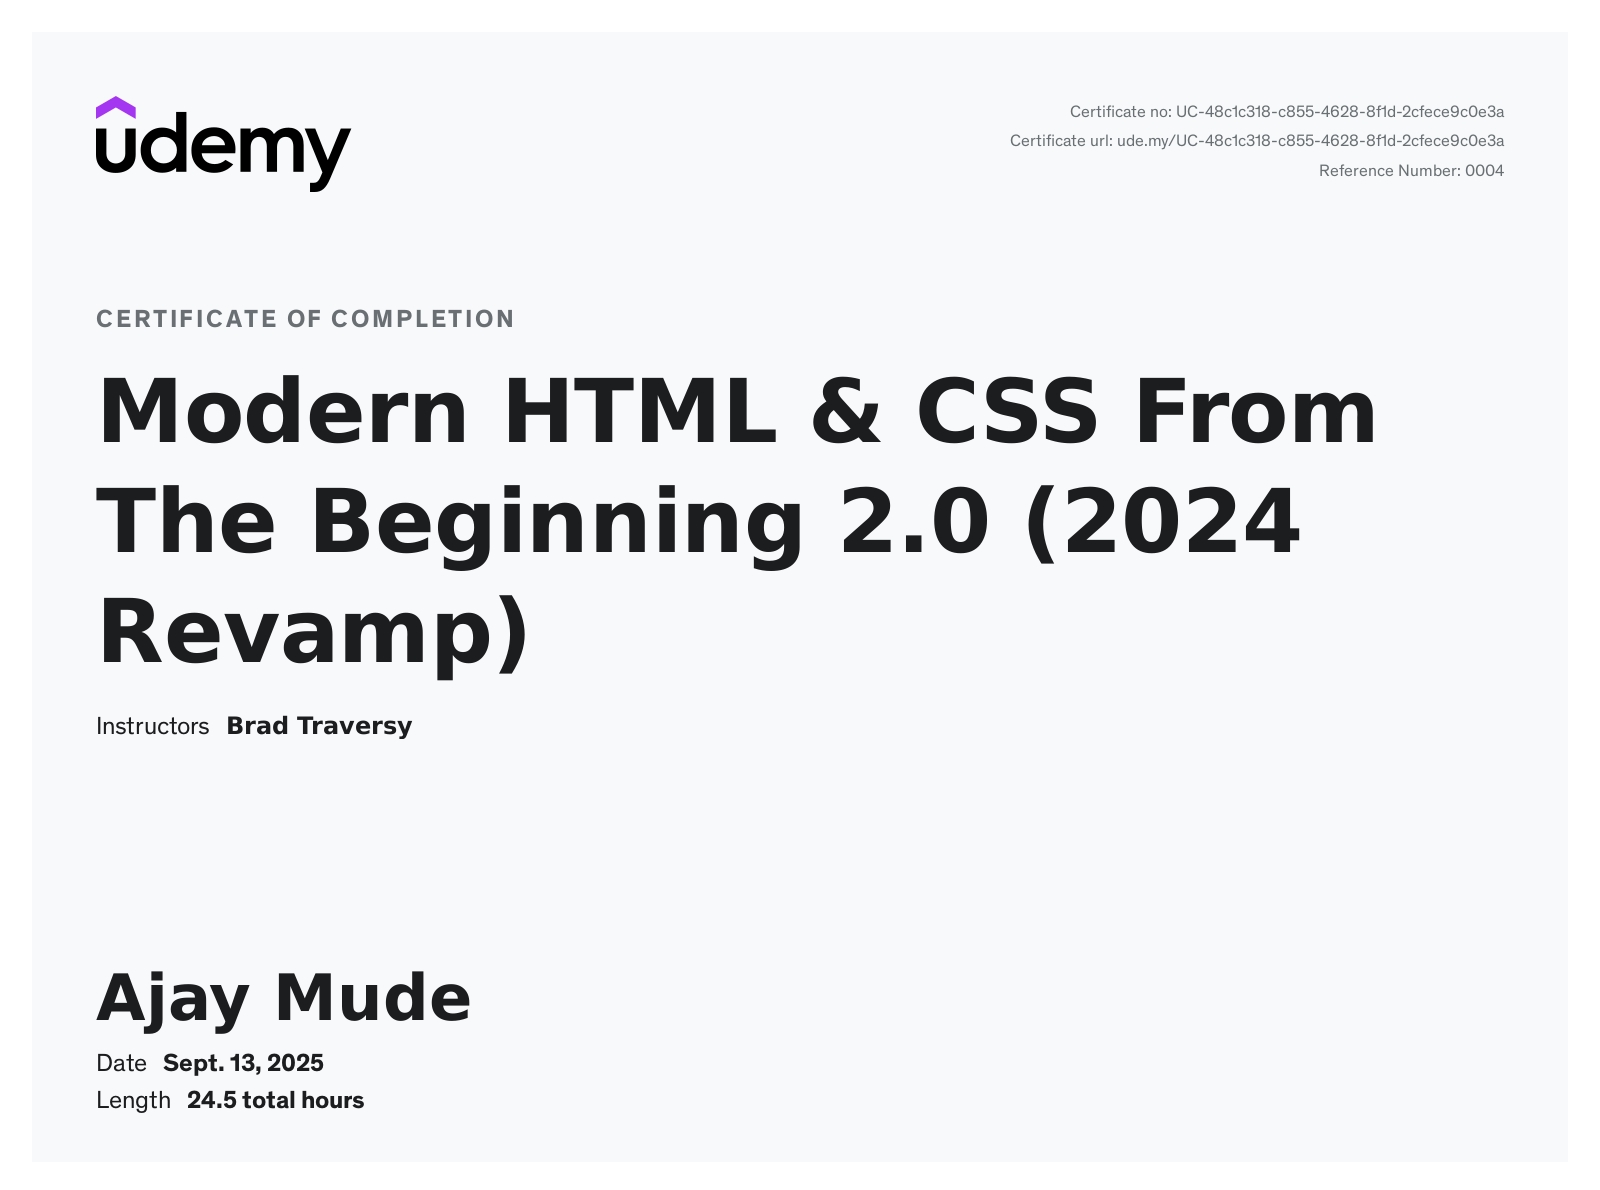 udemy
Certificate no: UC-48c1c318-c855-4628-8f1d-2cfece9c0e3a
Certificate url: ude.my/UC-48c1c318-c855-4628-8f1d-2cfece9c0e3a
Reference Number: 0004
CERTIFICATE OF COMPLETION
Modern HTML & CSS From
The Beginning 2.0 (2024
Revamp)
Instructors Brad Traversy
Ajay Mude
Date Sept. 13, 2025
Length 24.5 total hours